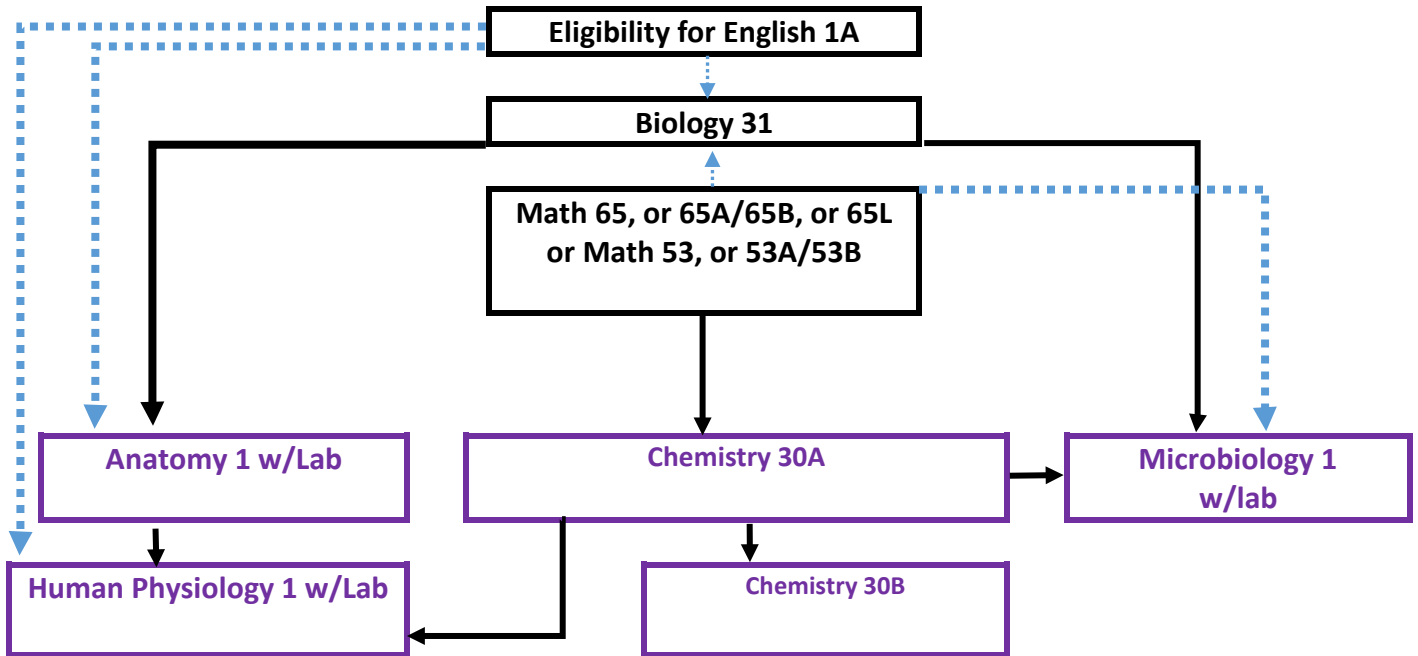 Eligibility for English 1A
Biology 31
Math 65, or 65A/65B, or 65L
or Math 53, or 53A/53B
Anatomy 1 w/Lab
Chemistry 30A
Microbiology 1
w/lab
Human Physiology 1 w/Lab
Chemistry 30B